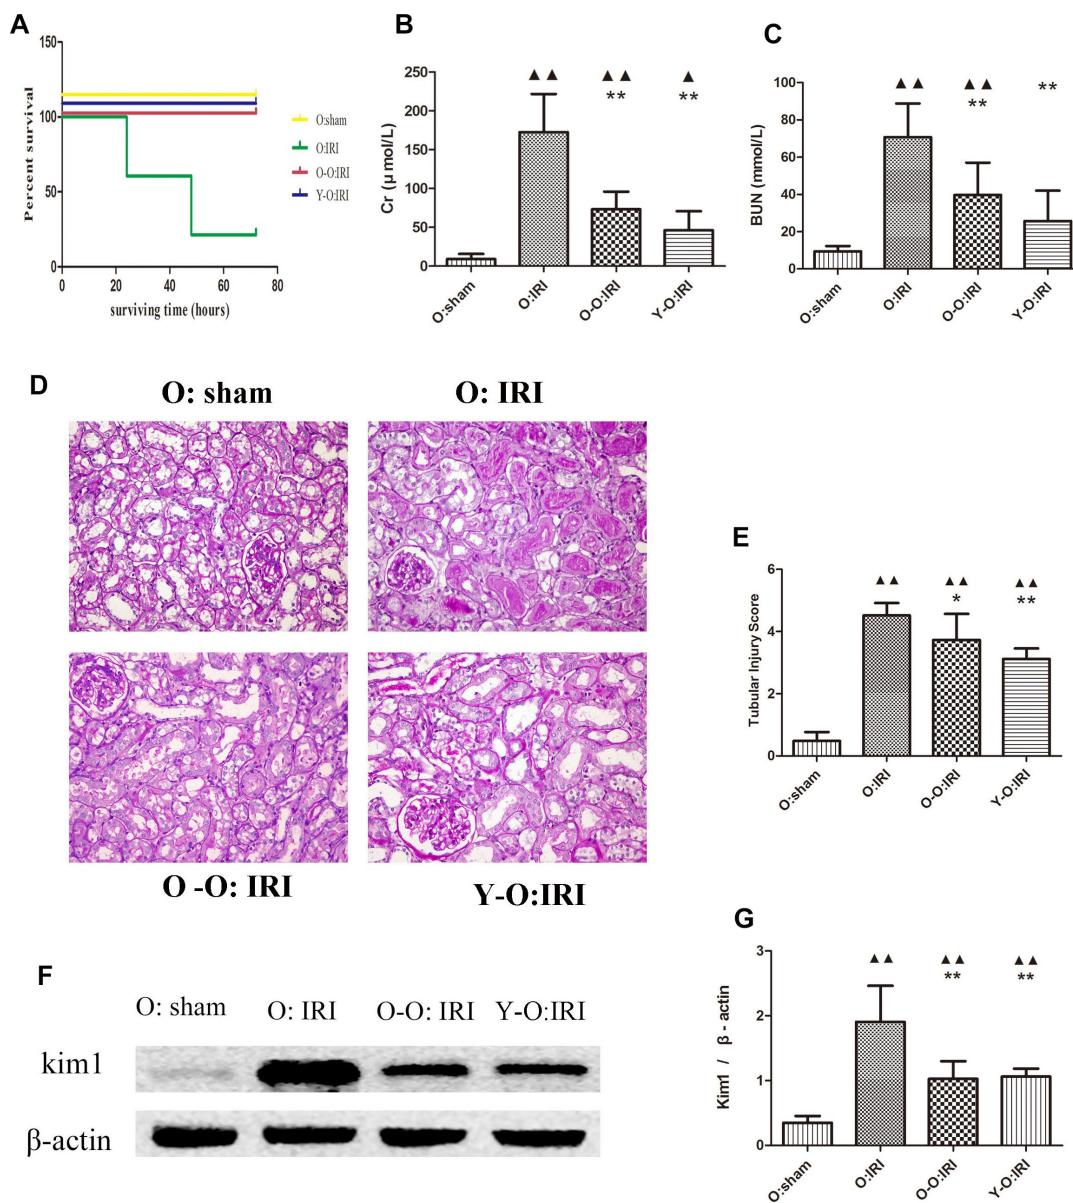 A
150
100
50
0
0 20 40 60 80
Percent survival
surviving time (hours)
O:sham
O:IRI
O-O:IRI
Y-O:IRI
B
250
200
150
100
50
0
Cr (μmol/L)
▲▲ ▲▲ ▲
** **
O:sham O:IRI O-O:IRI Y-O:IRI
C
100
80
60
40
20
0
BUN (mmol/L)
▲▲ ▲▲ **
**
O:sham O:IRI O-O:IRI Y-O:IRI
D
O: sham O: IRI
O -O: IRI Y-O:IRI
E
6
4
2
0
Tubular Injury Score
▲▲ ▲▲ ▲▲
* **
O:sham O:IRI O-O:IRI Y-O:IRI
F
O: sham O: IRI O-O: IRI Y-O:IRI
kim1
β-actin
G
3
2
1
0
Kim1 / β - actin
▲▲ ▲▲ ▲▲
** **
O:sham O:IRI O-O:IRI Y-O:IRI